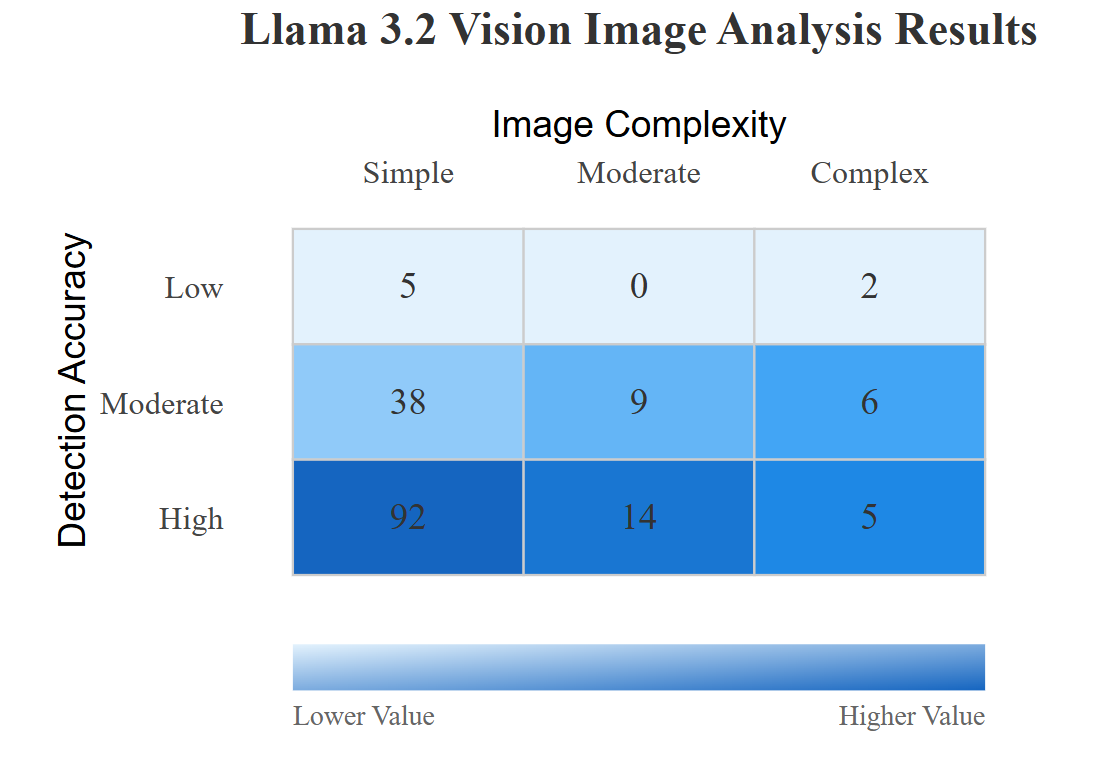 Llama 3.2 Vision Image Analysis Results
Image Complexity
Simple Moderate Complex
Detection Accuracy
Low 5 0 2
Moderate 38 9 6
High 92 14 5
Lower Value Higher Value